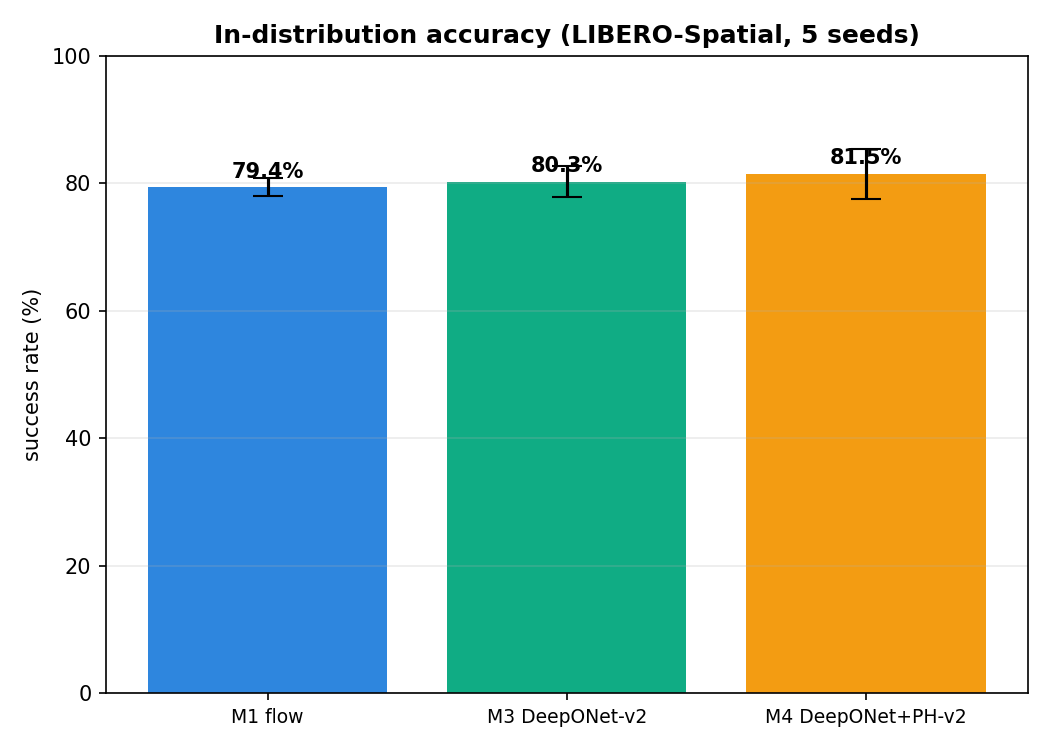 In-distribution accuracy (LIBERO-Spatial, 5 seeds)
100
80
60
40
20
0
success rate (%)
79.4%
80.3%
81.5%
M1 flow
M3 DeepONet-v2
M4 DeepONet+PH-v2